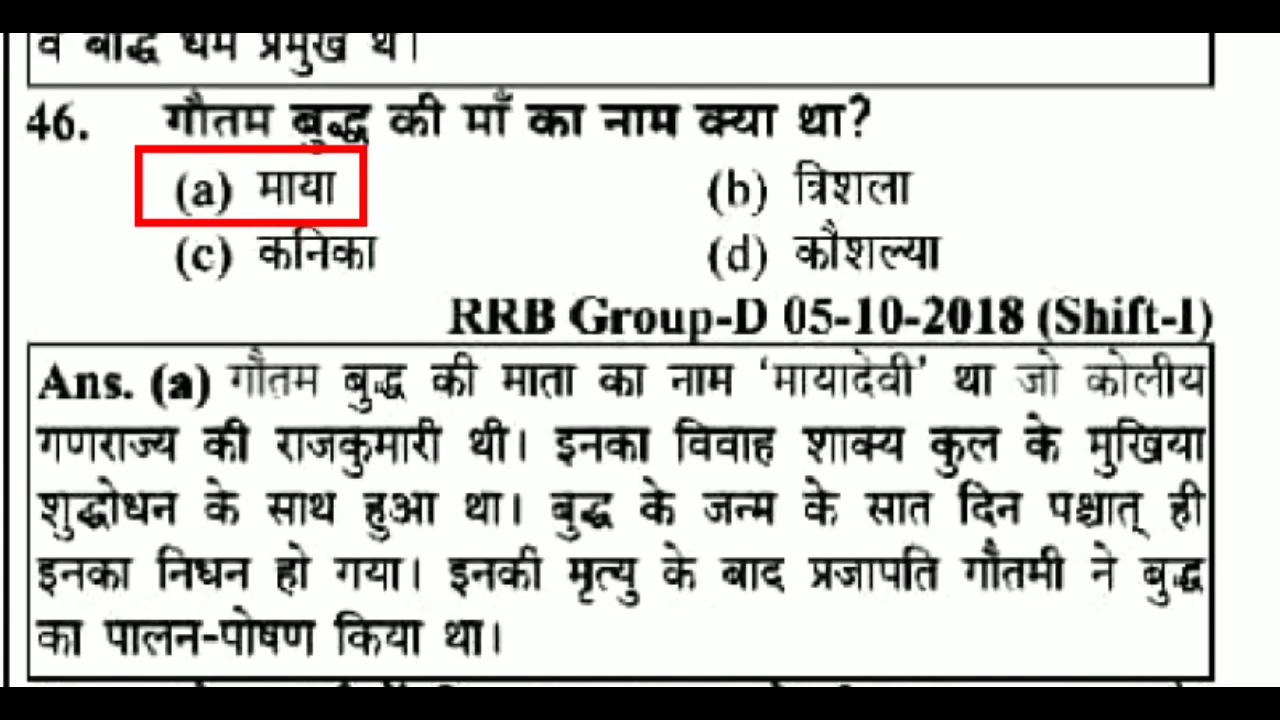 व बौद्ध धर्म प्रमुख थे।
46. गौतम बुद्ध की माँ का नाम क्या था?
(a) माया (b) त्रिशला
(c) कनिका (d) कौशल्या
RRB Group-D 05-10-2018 (Shift-I)
Ans. (a) गौतम बुद्ध की माता का नाम ‘मायादेवी’ था जो कोलीय
गणराज्य की राजकुमारी थी। इनका विवाह शाक्य कुल के मुखिया
शुद्धोधन के साथ हुआ था। बुद्ध के जन्म के सात दिन पश्चात् ही
इनका निधन हो गया। इनकी मृत्यु के बाद प्रजापति गौतमी ने बुद्ध
का पालन-पोषण किया था।